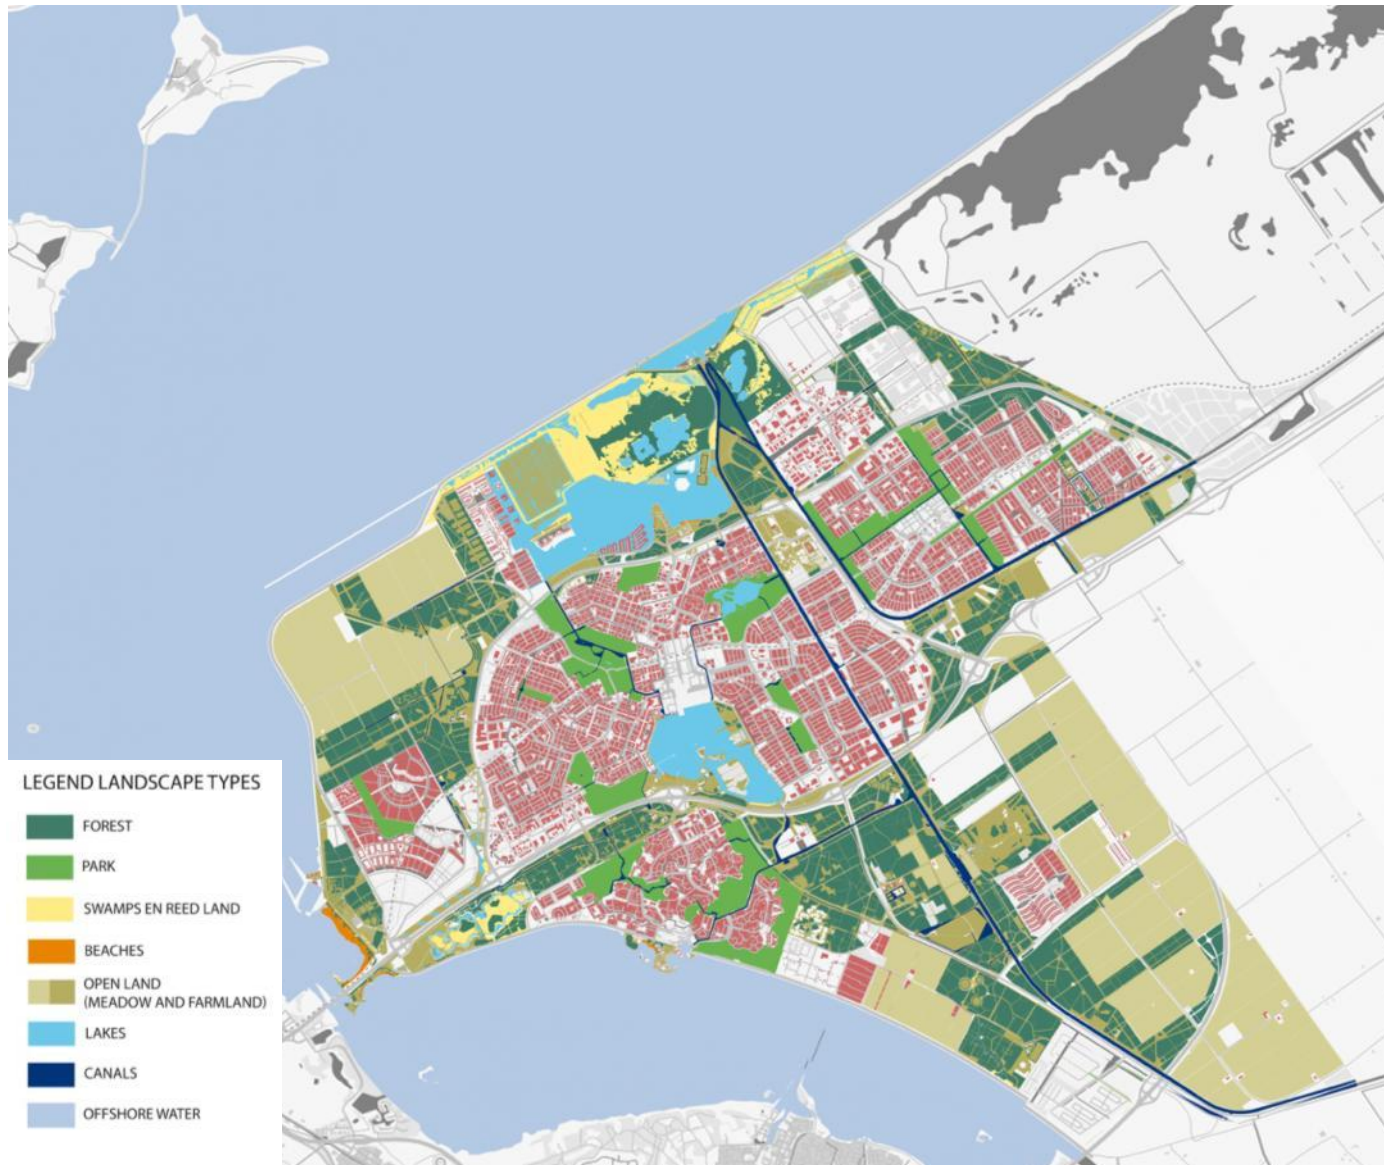 LEGEND LANDSCAPE TYPES
FOREST
PARK
SWAMPS EN REED LAND
BEACHES
OPEN LAND
(MEADOW AND FARMLAND)
LAKES
CANALS
OFFSHORE WATER